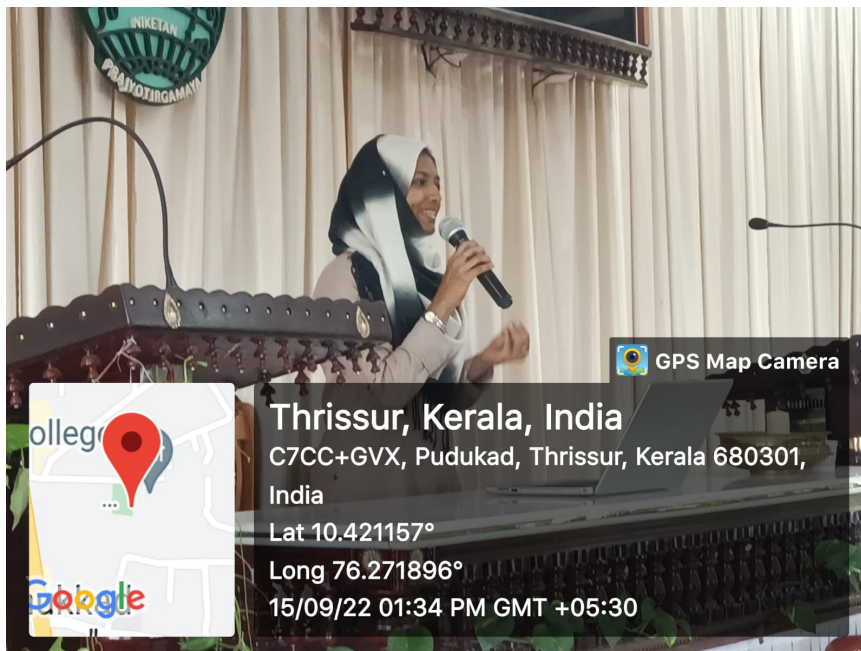 NIKETAN
PRAJYOTIRGAMAYA
GPS Map Camera
Thrissur, Kerala, India
C7CC+GVX, Pudukad, Thrissur, Kerala 680301,
India
Lat 10.421157°
Long 76.271896°
15/09/22 01:34 PM GMT +05:30
ollege
...
Google